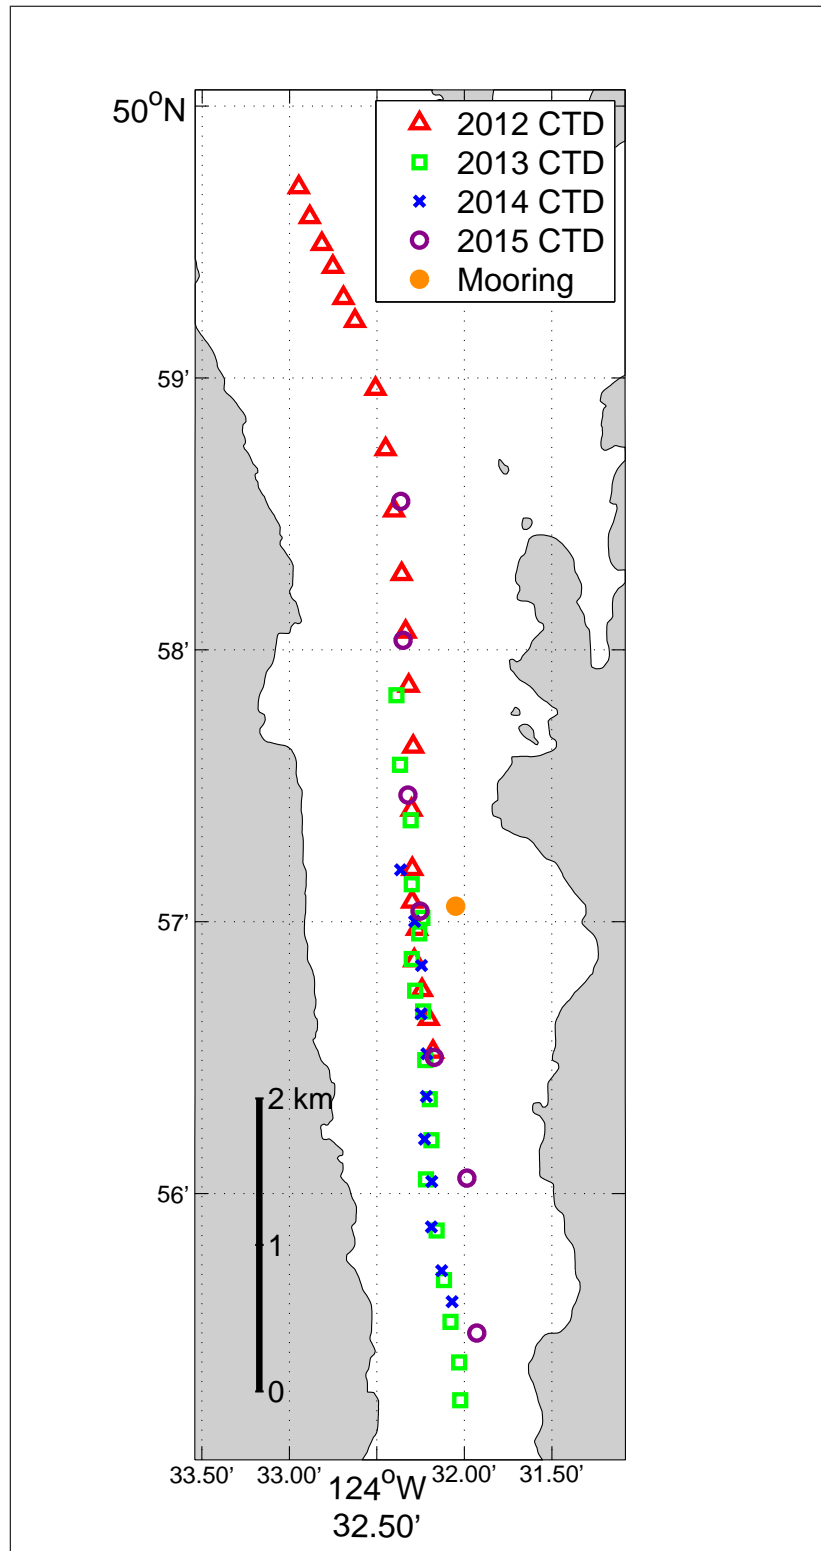 50°N
2012 CTD
2013 CTD
2014 CTD
2015 CTD
Mooring
59'
58'
57'
2 km
56'
1
0
33.50' 33.00' 124°W 32.00' 31.50'
32.50'